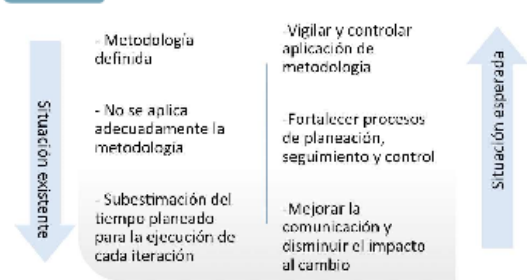 Situación existente
- Metodología
definida
- No se aplica
adecuadamente la
metodología
- Subestimación del
tiempo planeado
para la ejecución de
cada iteración
-Vigilar y controlar
aplicación de
metodología
-Fortalecer procesos
de planeación,
seguimiento y control
-Mejorar la
comunicación y
disminuir el impacto
al cambio
Situación esperada